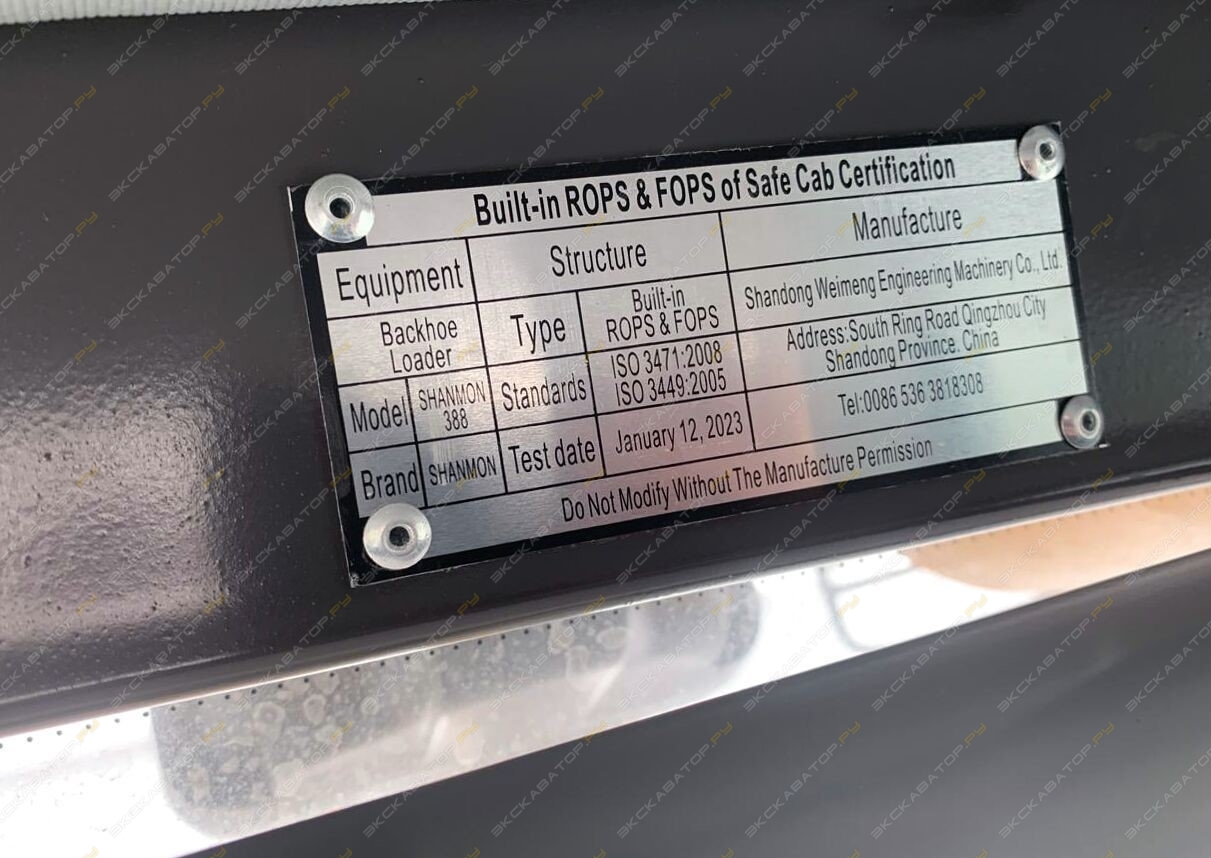 Built-in ROPS & FOPS of Safe Cab Certification
Equipment
Structure
Manufacture
Backhoe
Loader
Type
Built-in
ROPS & FOPS
Shandong Weimeng Engineering Machinery Co., Ltd.
Model
SHANMON
388
Standards
ISO 3471:2008
ISO 3449:2005
Address:South Ring Road Qingzhou City
Shandong Province. China
Brand
SHANMON
Test date
January 12, 2023
Tel:0086 536 3818308
Do Not Modify Without The Manufacture Permission
ЭКСКАВАТОР.РУ